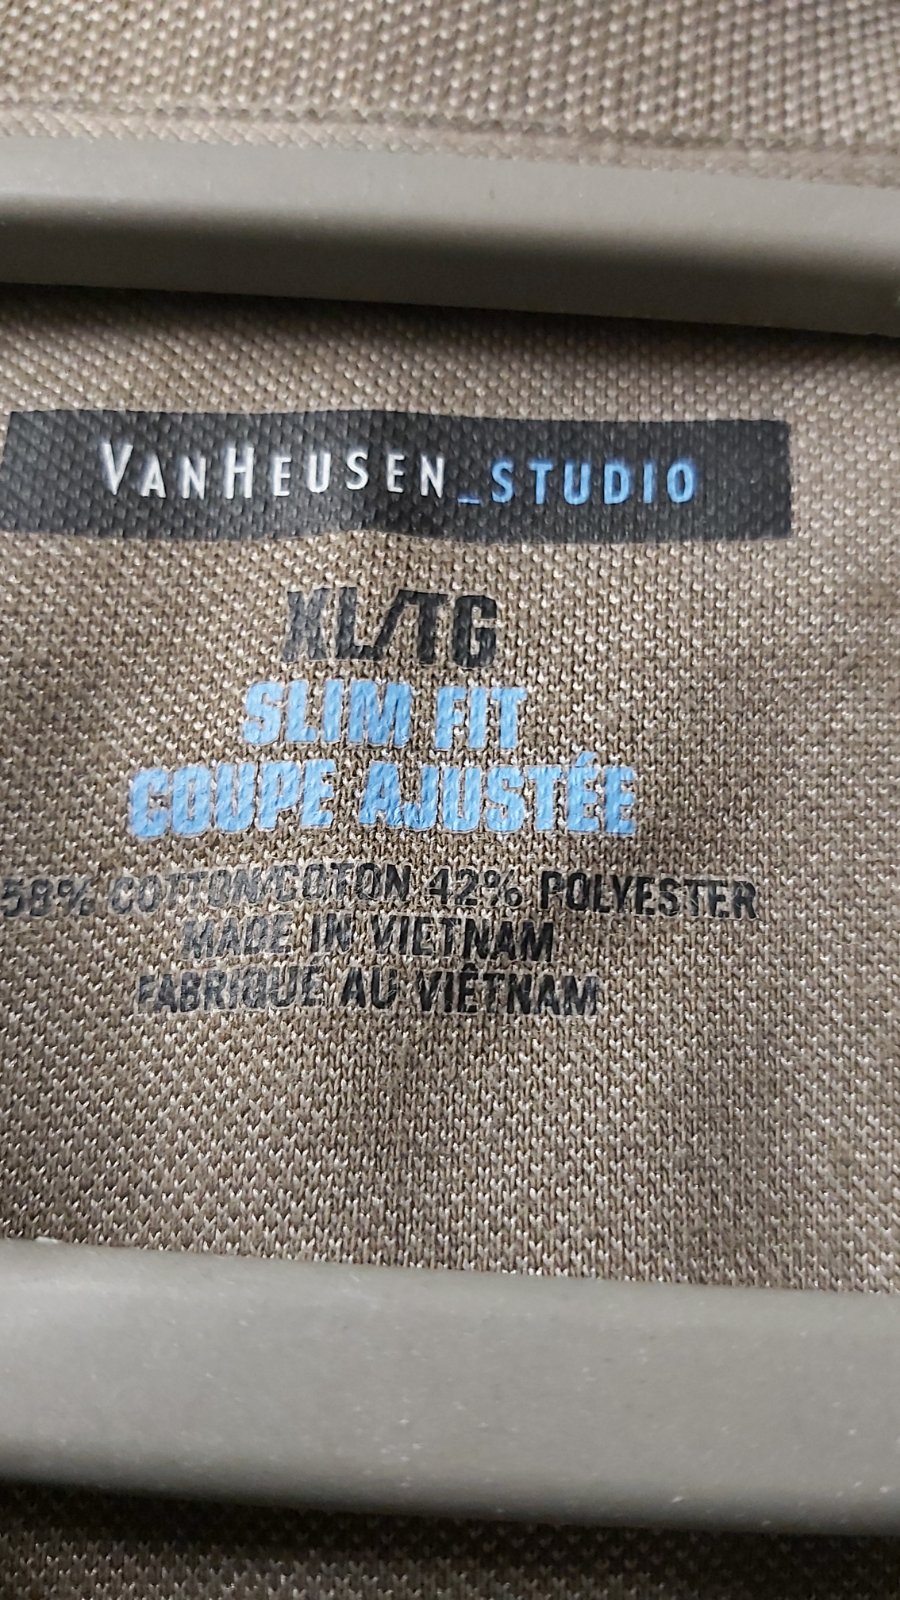 VANHEUSEN_STUDIO
XL/TG
SLIM FIT
COUPE AJUSTÉE
58% COTTON/COTON 42% POLYESTER
MADE IN VIETNAM
FABRIQUÉ AU VIÊTNAM